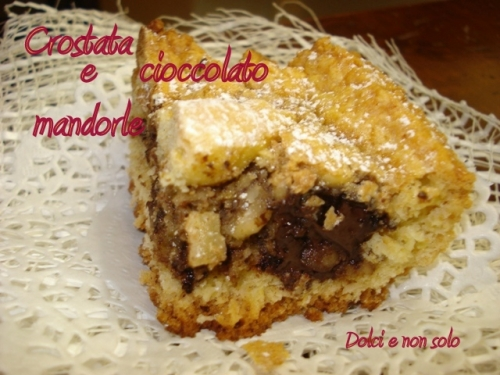 Crostata
e cioccolato
mandorle
Dolci e non solo